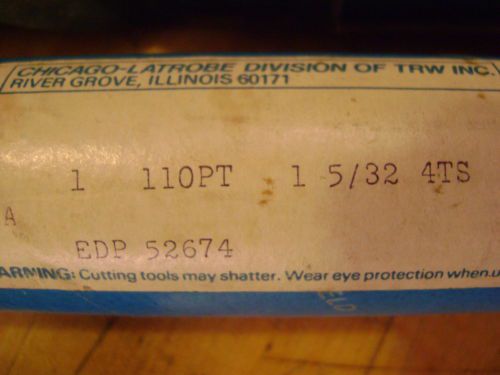 CHICAGO-LATROBE DIVISION OF TRW INC.
RIVER GROVE, ILLINOIS 60171
1 110PT 1 5/32 4TS
A
EDP 52674
ARNING: Cutting tools may shatter. Wear eye protection when u